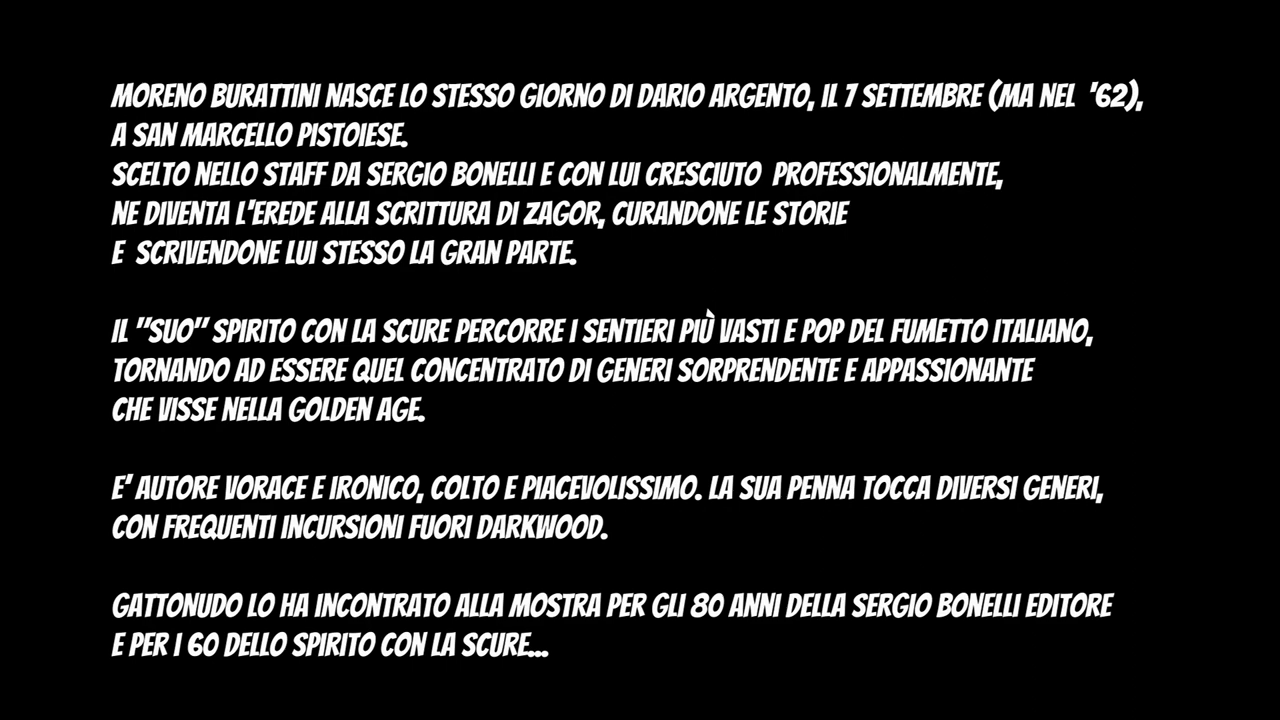 MORENO BURATTINI NASCE LO STESSO GIORNO DI DARIO ARGENTO, IL 7 SETTEMBRE (MA NEL '62),
A SAN MARCELLO PISTOIESE.
SCELTO NELLO STAFF DA SERGIO BONELLI E CON LUI CRESCIUTO PROFESSIONALMENTE,
NE DIVENTA L'EREDE ALLA SCRITTURA DI ZAGOR, CURANDONE LE STORIE
E SCRIVENDONE LUI STESSO LA GRAN PARTE.
IL "SUO" SPIRITO CON LA SCURE PERCORRE I SENTIERI PIÙ VASTI E POP DEL FUMETTO ITALIANO,
TORNANDO AD ESSERE QUEL CONCENTRATO DI GENERI SORPRENDENTE E APPASSIONANTE
CHE VISSE NELLA GOLDEN AGE.
E' AUTORE VORACE E IRONICO, COLTO E PIACEVOLISSIMO. LA SUA PENNA TOCCA DIVERSI GENERI,
CON FREQUENTI INCURSIONI FUORI DARKWOOD.
GATTONUDO LO HA INCONTRATO ALLA MOSTRA PER GLI 80 ANNI DELLA SERGIO BONELLI EDITORE
E PER I 60 DELLO SPIRITO CON LA SCURE...